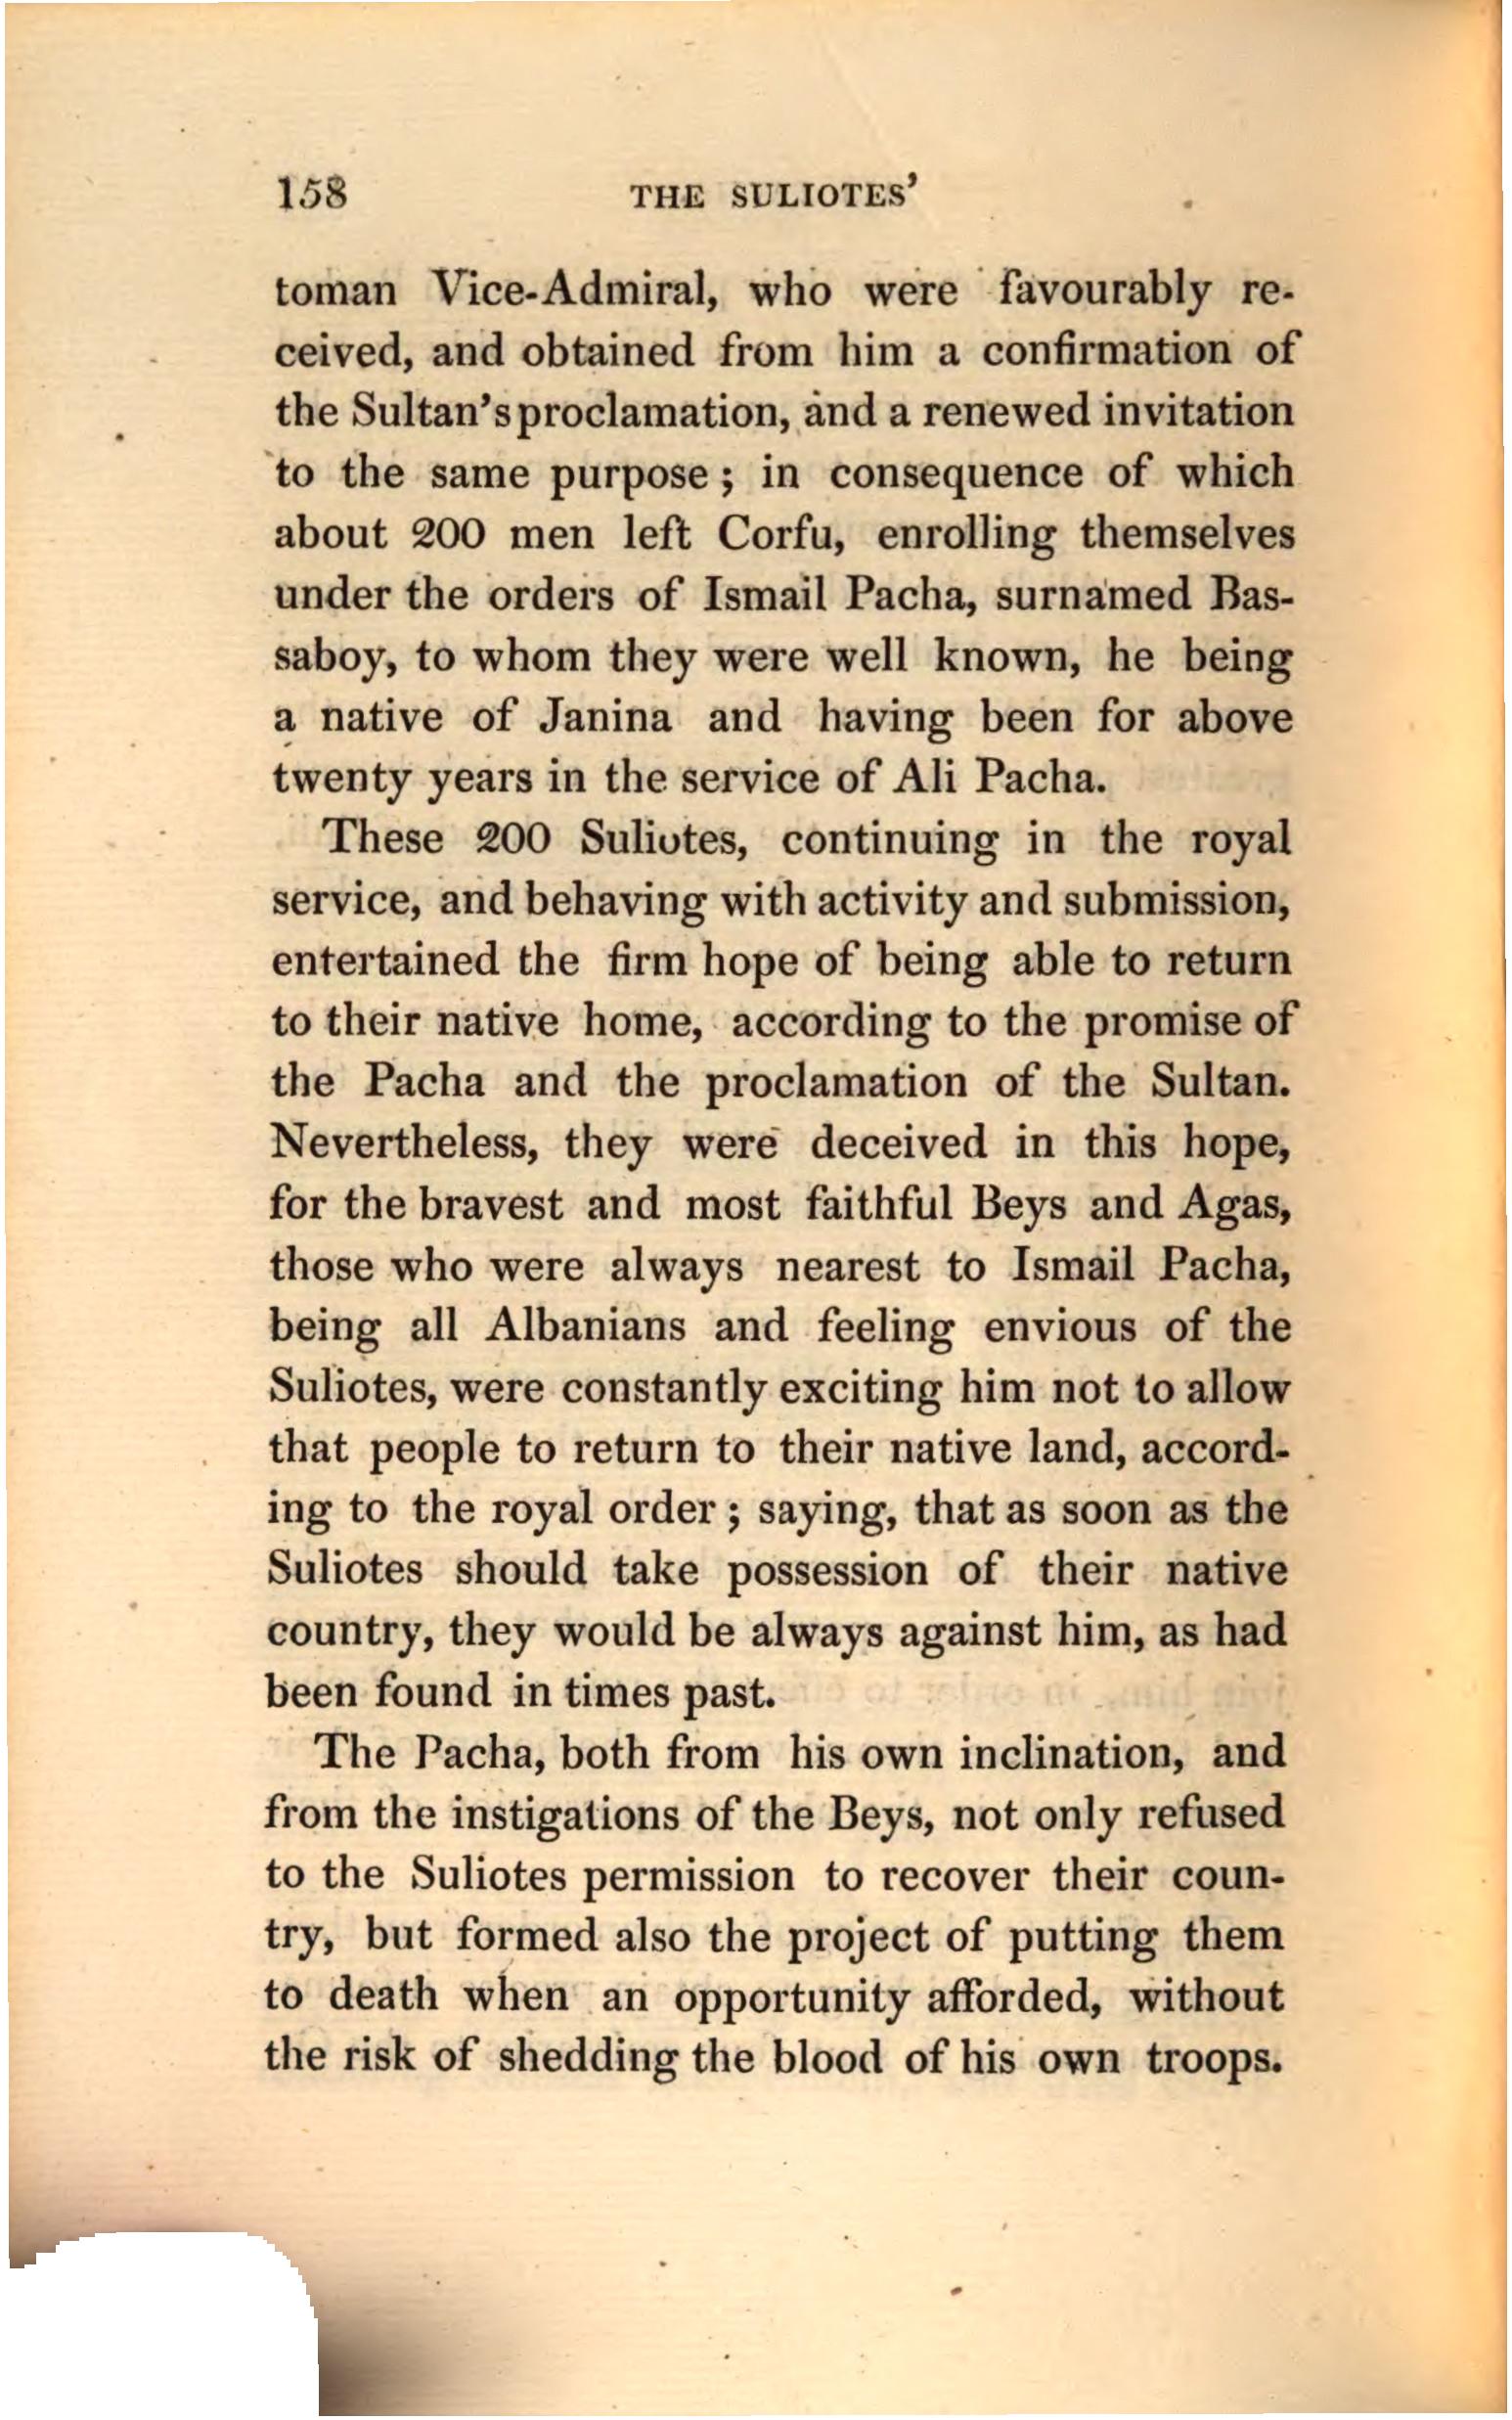 158 THE SULIOTES'
toman Vice-Admiral, who were favourably re-
ceived, and obtained from him a confirmation of
the Sultan's proclamation, and a renewed invitation
to the same purpose; in consequence of which
about 200 men left Corfu, enrolling themselves
under the orders of Ismail Pacha, surnamed Bas-
saboy, to whom they were well known, he being
a native of Janina and having been for above
twenty years in the service of Ali Pacha.
These 200 Suliotes, continuing in the royal
service, and behaving with activity and submission,
entertained the firm hope of being able to return
to their native home, according to the promise of
the Pacha and the proclamation of the Sultan.
Nevertheless, they were deceived in this hope,
for the bravest and most faithful Beys and Agas,
those who were always nearest to Ismail Pacha,
being all Albanians and feeling envious of the
Suliotes, were constantly exciting him not to allow
that people to return to their native land, accord-
ing to the royal order; saying, that as soon as the
Suliotes should take possession of their native
country, they would be always against him, as had
been found in times past.
The Pacha, both from his own inclination, and
from the instigations of the Beys, not only refused
to the Suliotes permission to recover their coun-
try, but formed also the project of putting them
to death when an opportunity afforded, without
the risk of shedding the blood of his own troops.